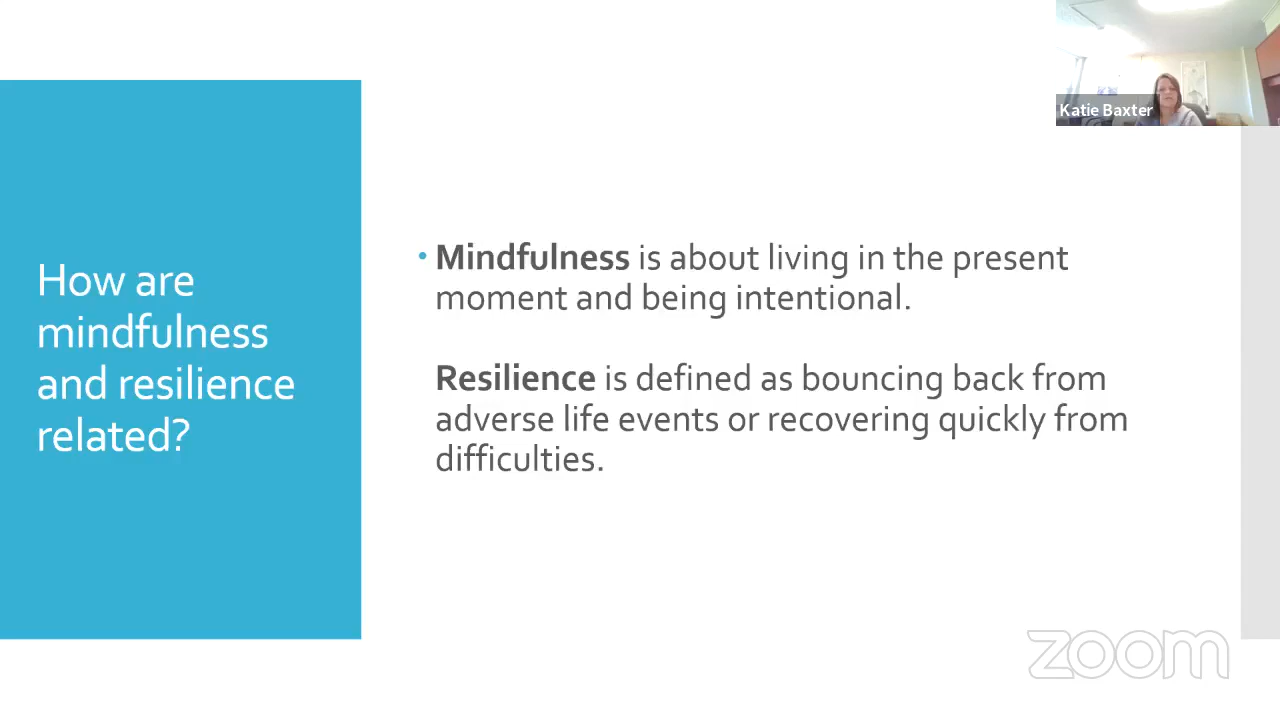 Katie Baxter
How are
mindfulness
and resilience
related?
• Mindfulness is about living in the present
moment and being intentional.
Resilience is defined as bouncing back from
adverse life events or recovering quickly from
difficulties.
zoom